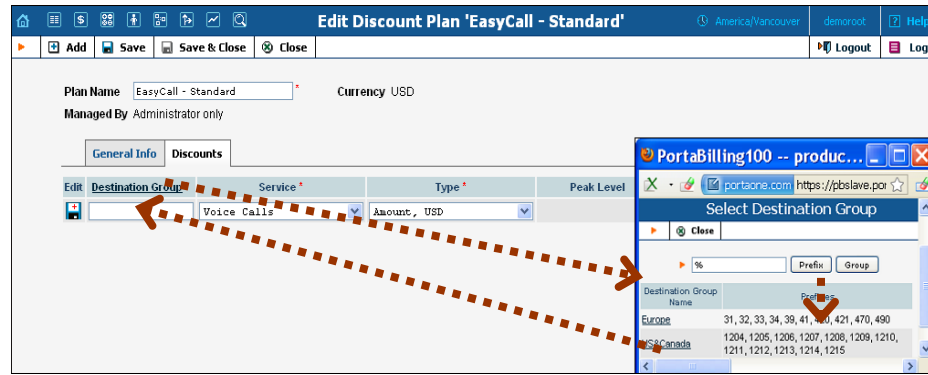 Edit Discount Plan 'EasyCall - Standard'
America/Vancouver
demoroot
Help
Add
Save
Save & Close
Close
Logout
Log
Plan Name EasyCall - Standard *
Currency USD
Managed By Administrator only
General Info
Discounts
Edit Destination Group Service * Type * Peak Level
Voice Calls
Amount, USD
PortaBilling100 -- produc...
portaone.com https://pbslave.por
Select Destination Group
Close
%
Prefix
Group
Destination Group
Name
Prefixes
Europe
31, 32, 33, 34, 39, 41, 420, 421, 470, 490
US&Canada
1204, 1205, 1206, 1207, 1208, 1209, 1210,
1211, 1212, 1213, 1214, 1215